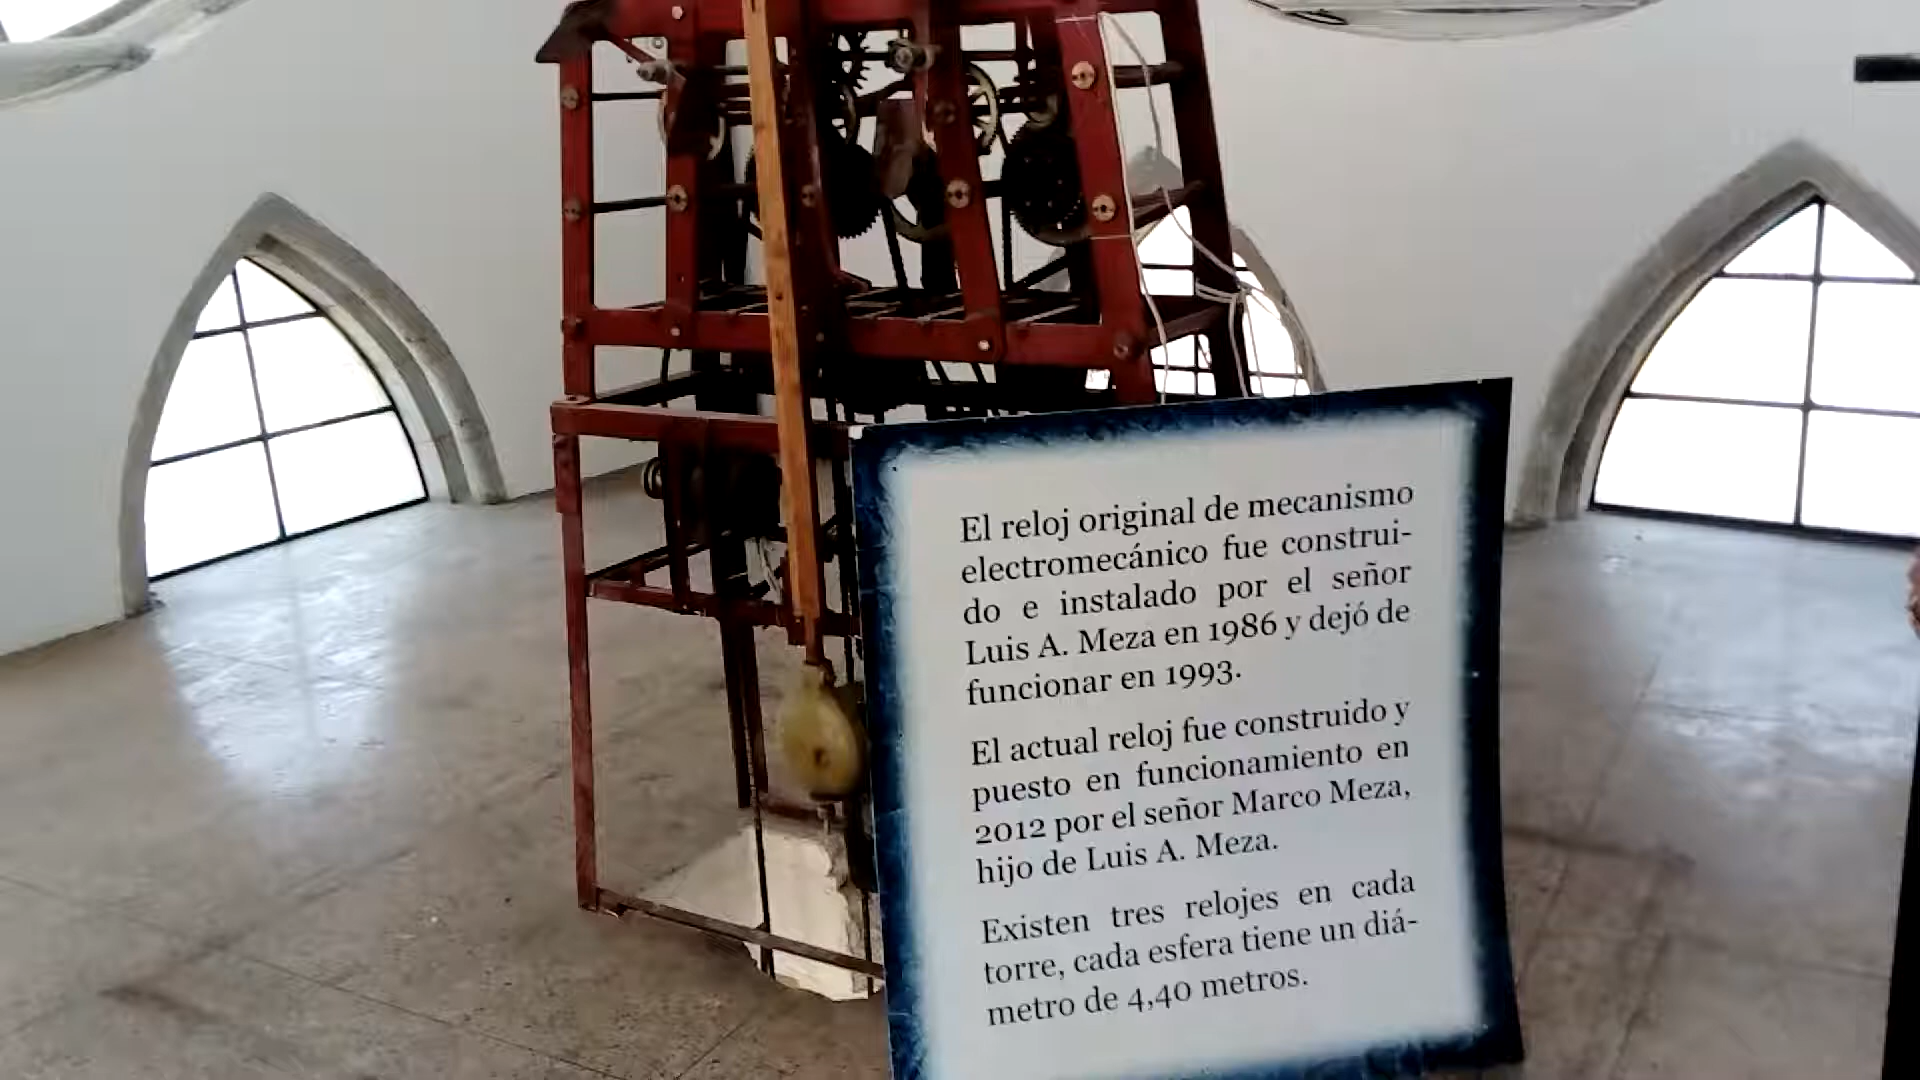 El reloj original de mecanismo
electromecánico fue construi-
do e instalado por el señor
Luis A. Meza en 1986 y dejó de
funcionar en 1993.
El actual reloj fue construido y
puesto en funcionamiento en
2012 por el señor Marco Meza,
hijo de Luis A. Meza.
Existen tres relojes en cada
torre, cada esfera tiene un diá-
metro de 4,40 metros.